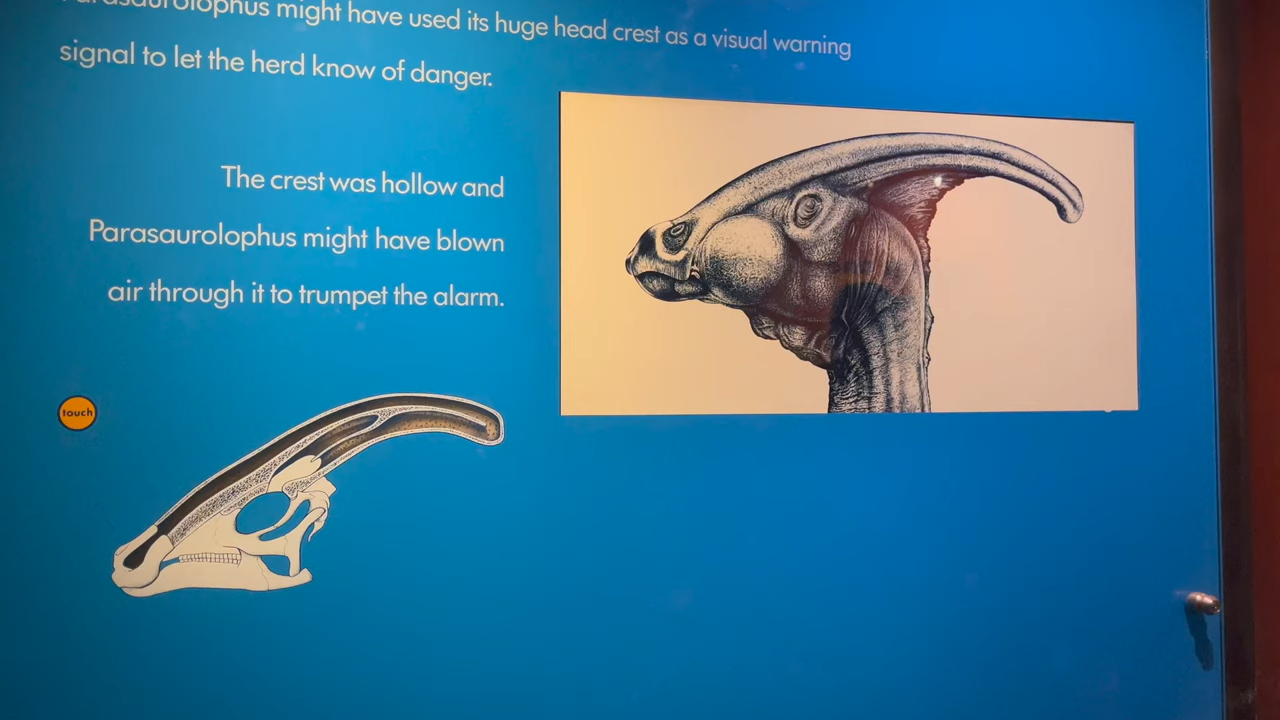 Parasaurolophus might have used its huge head crest as a visual warning
signal to let the herd know of danger.
The crest was hollow and
Parasaurolophus might have blown
air through it to trumpet the alarm.
touch